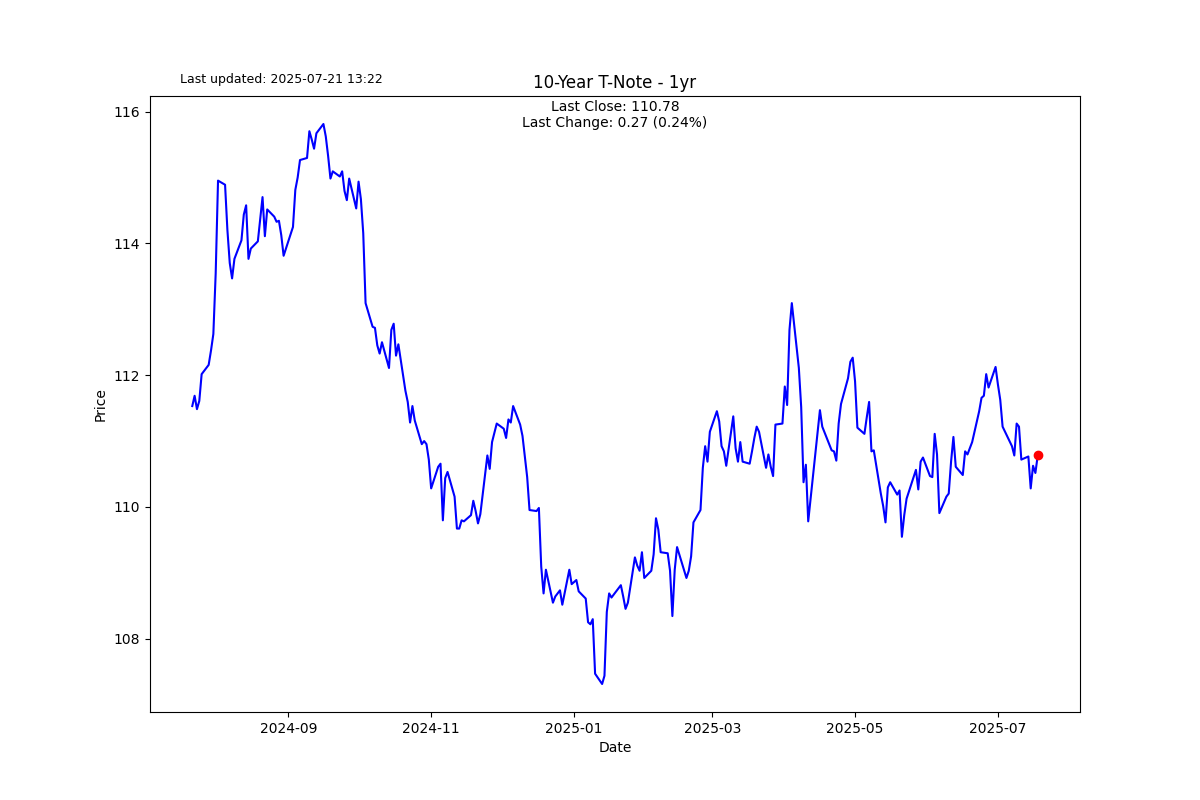 Last updated: 2025-07-21 13:22
10-Year T-Note - 1yr
Last Close: 110.78
Last Change: 0.27 (0.24%)
116
114
112
110
108
Price
2024-09
2024-11
2025-01
2025-03
2025-05
2025-07
Date